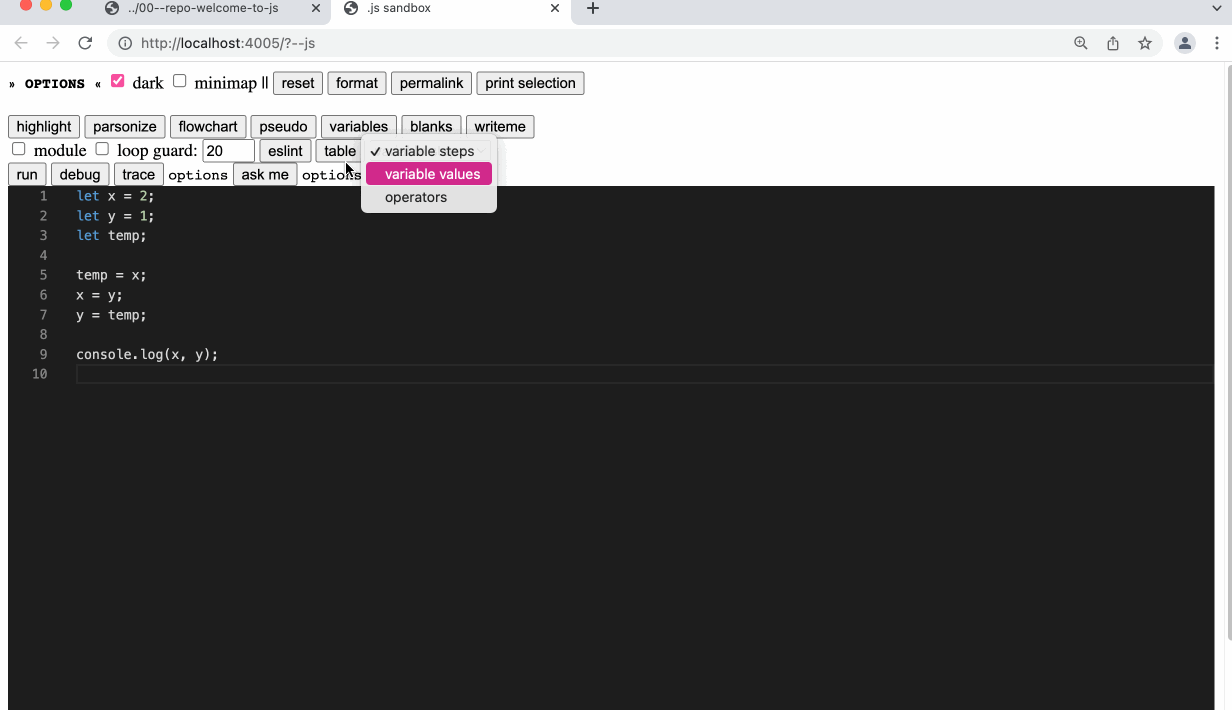 ../00--repo-welcome-to-js
.js sandbox
http://localhost:4005/?--js
» OPTIONS « dark minimap || reset format permalink print selection
highlight parsonize flowchart pseudo variables blanks writeme
module loop guard: 20 eslint table ✓ variable steps
variable values
operators
run debug trace options ask me options
1 let x = 2;
2 let y = 1;
3 let temp;
4
5 temp = x;
6 x = y;
7 y = temp;
8
9 console.log(x, y);
10